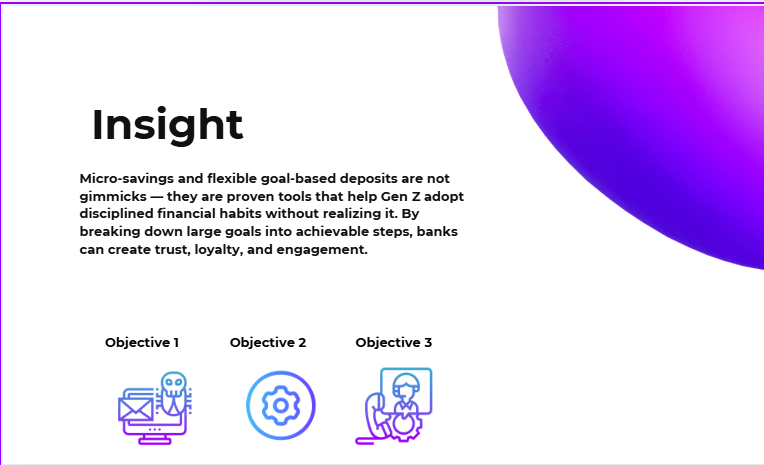 Insight
Micro-savings and flexible goal-based deposits are not
gimmicks — they are proven tools that help Gen Z adopt
disciplined financial habits without realizing it. By
breaking down large goals into achievable steps, banks
can create trust, loyalty, and engagement.
Objective 1 Objective 2 Objective 3